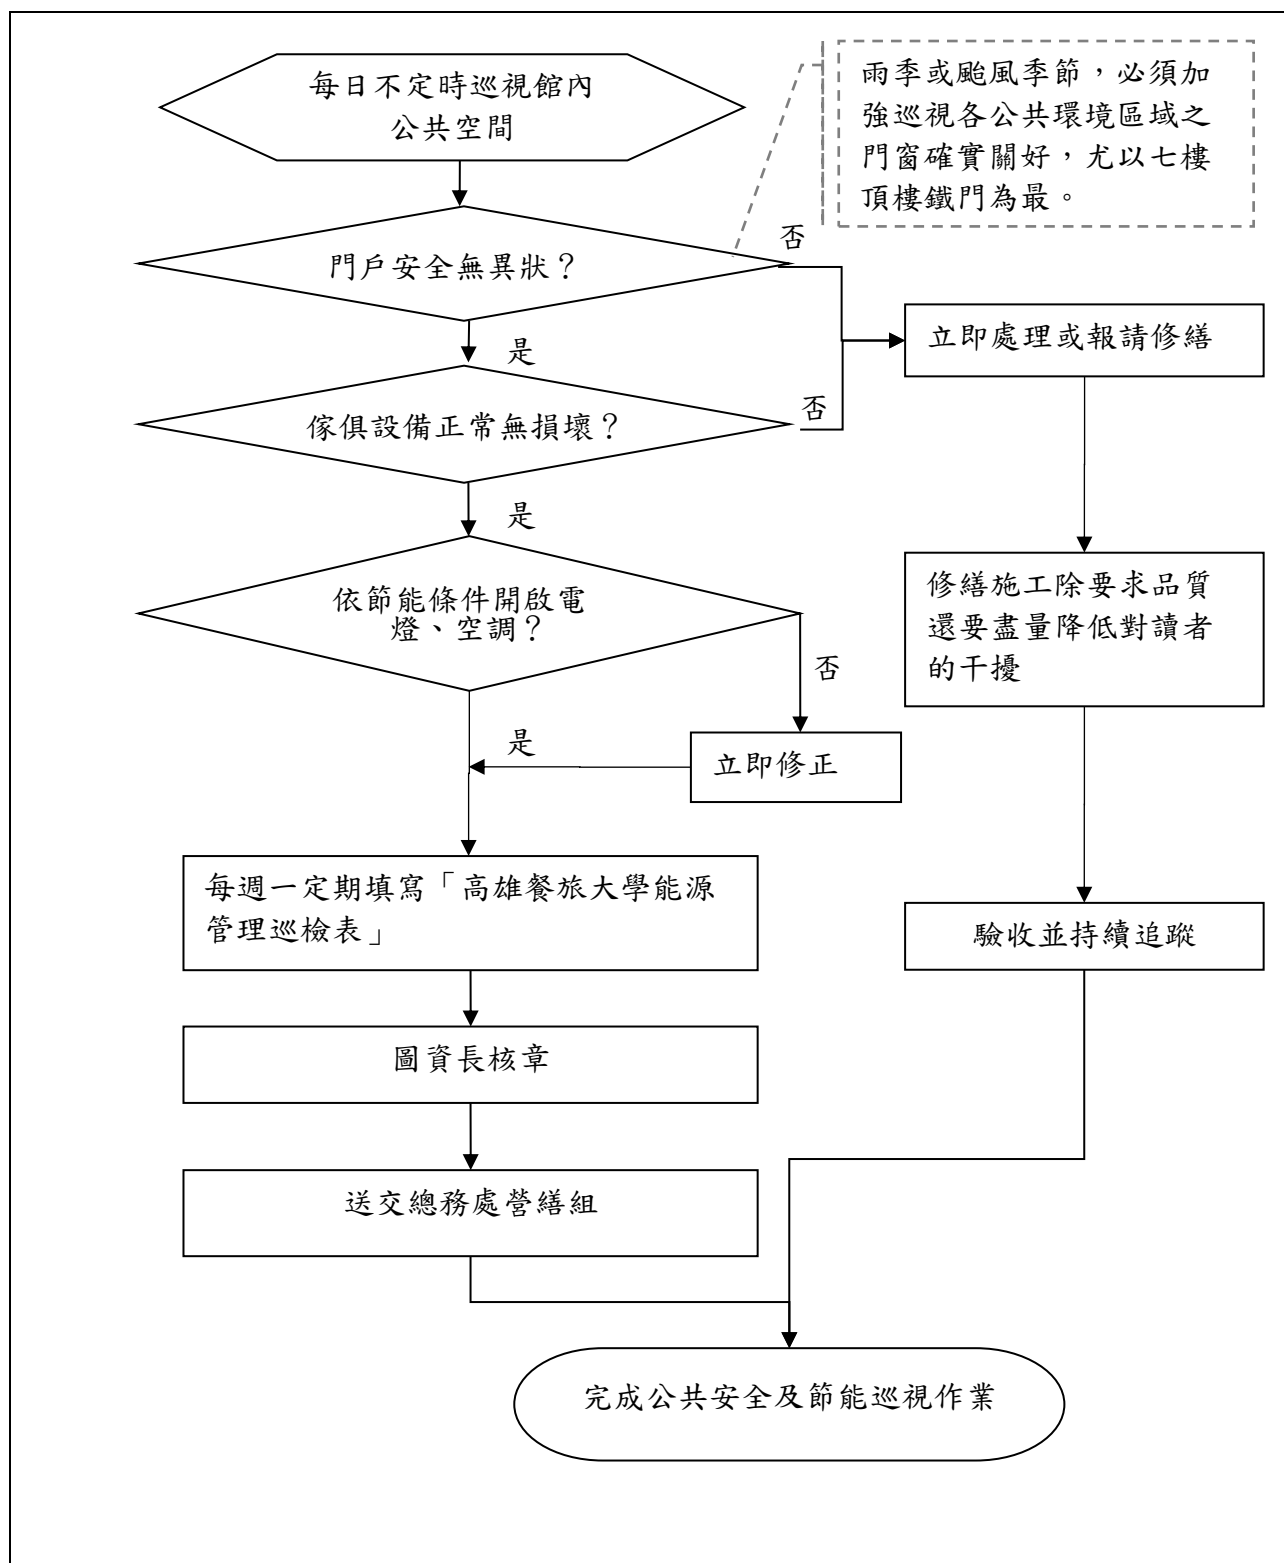 每日不定時巡視館內
公共空間
雨季或颱風季節，必須加
強巡視各公共環境區域之
門窗確實關好，尤以七樓
頂樓鐵門為最。
否
門戶安全無異狀？
立即處理或報請修繕
是
否
傢俱設備正常無損壞？
是
依節能條件開啟電
燈、空調？
修繕施工除要求品質
還要盡量降低對讀者
的干擾
否
是
立即修正
每週一定期填寫「高雄餐旅大學能源
管理巡檢表」
驗收並持續追蹤
圖資長核章
送交總務處營繕組
完成公共安全及節能巡視作業